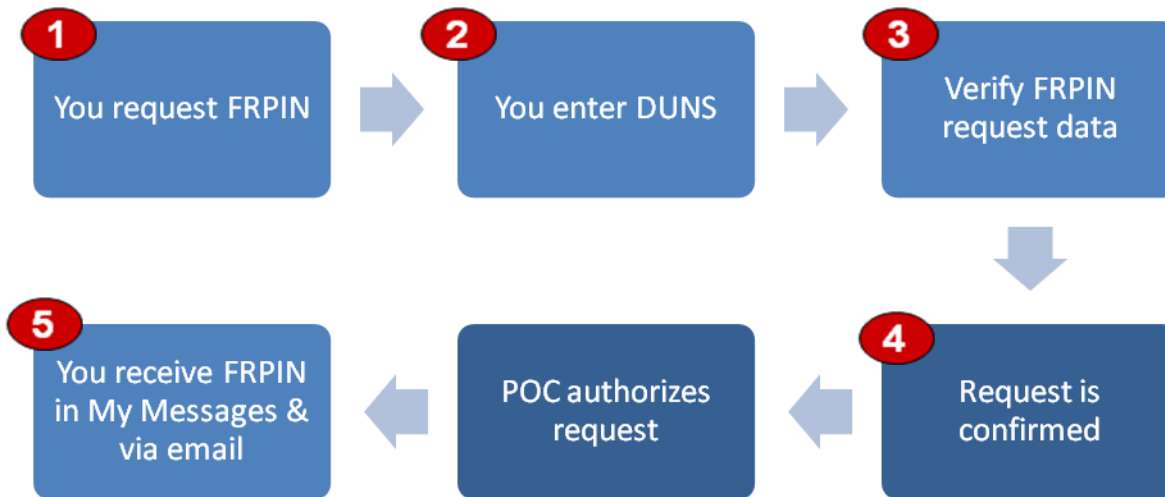 1
You request FRPIN
2
You enter DUNS
3
Verify FRPIN
request data
4
Request is
confirmed
POC authorizes
request
5
You receive FRPIN
in My Messages &
via email